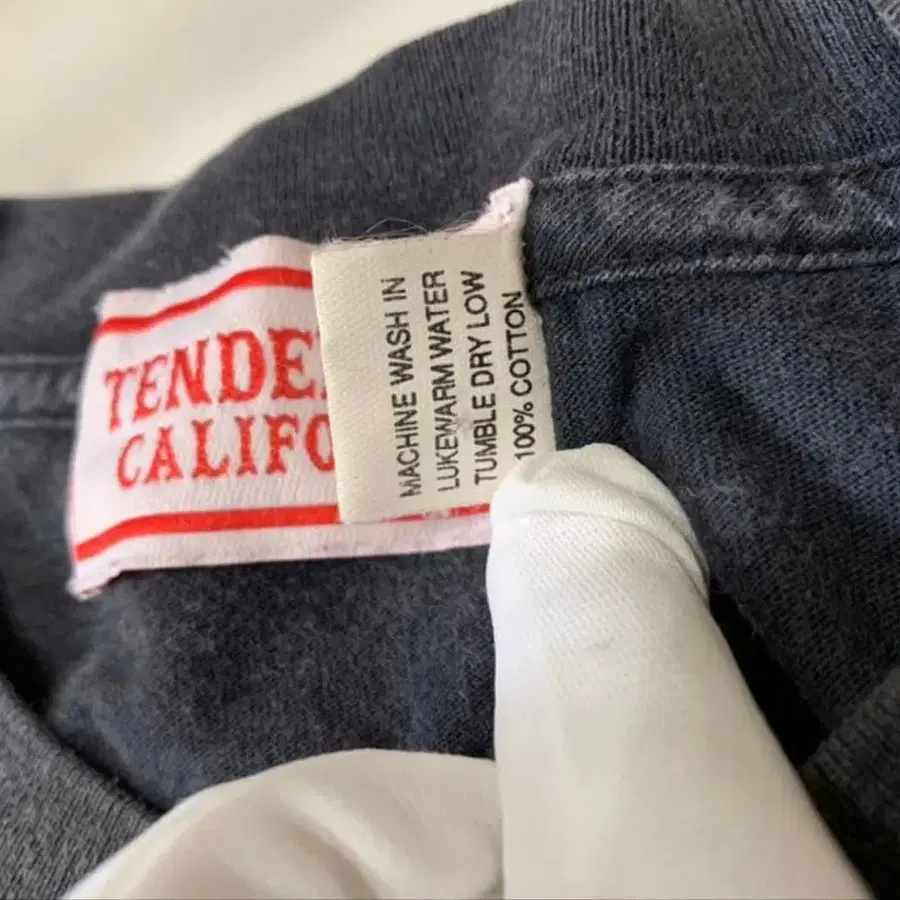 TENDE
CALIFO
MACHINE WASH IN
LUKEWARM WATER
TUMBLE DRY LOW
100% COTTON